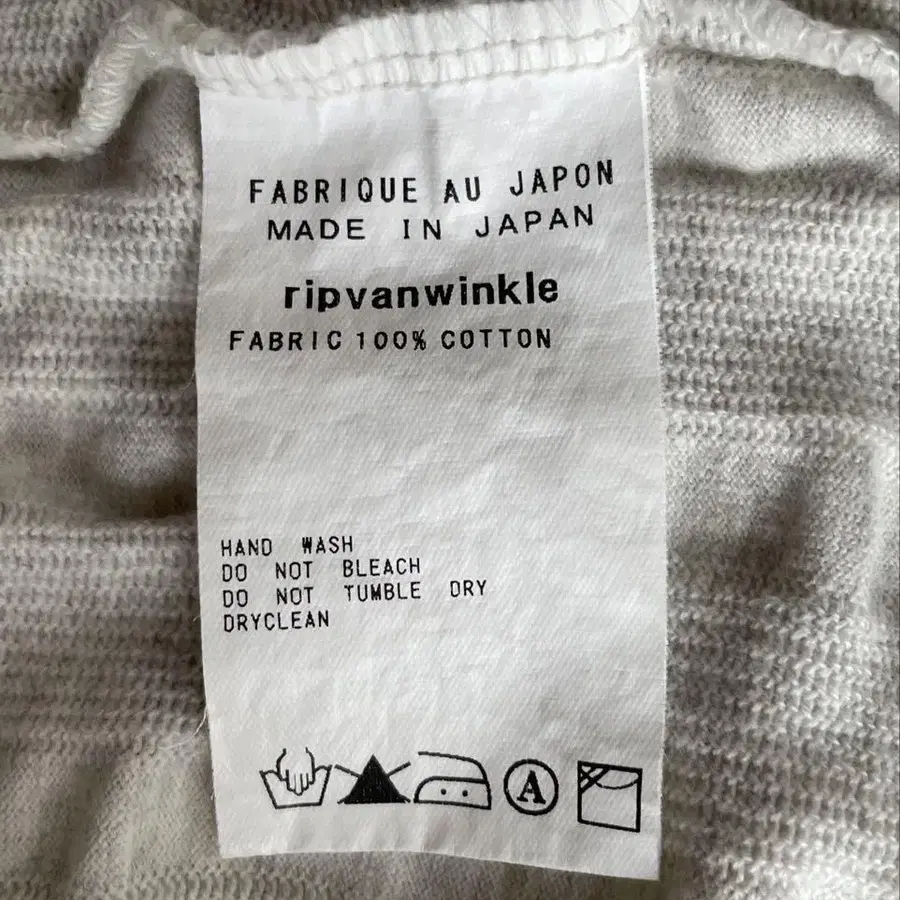 FABRIQUE AU JAPON
MADE IN JAPAN
ripvanwinkle
FABRIC 100% COTTON
HAND WASH
DO NOT BLEACH
DO NOT TUMBLE DRY
DRYCLEAN
A